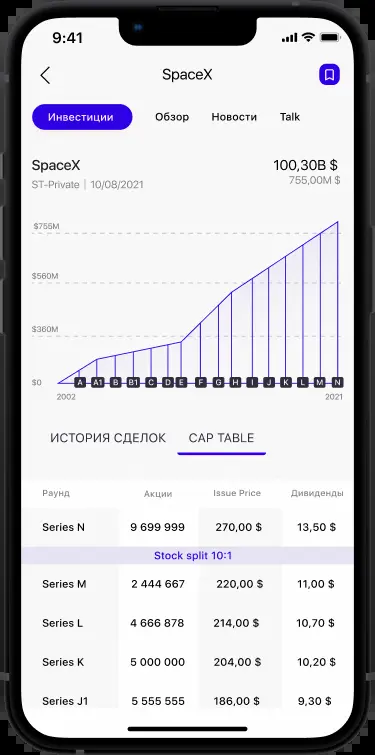 9:41
SpaceX
Инвестиции Обзор Новости Talk
SpaceX 100,30B $
ST-Private | 10/08/2021 755,00M $
$755M
$560M
$360M
$0 A A1 B B1 C D E F G H I J K L M N
2002 2021
ИСТОРИЯ СДЕЛОК CAP TABLE
Раунд Акции Issue Price Дивиденды
Series N 9 699 999 270,00 $ 13,50 $
Stock split 10:1
Series M 2 444 667 220,00 $ 11,00 $
Series L 4 666 878 214,00 $ 10,70 $
Series K 5 000 000 204,00 $ 10,20 $
Series J1 5 555 555 186,00 $ 9,30 $